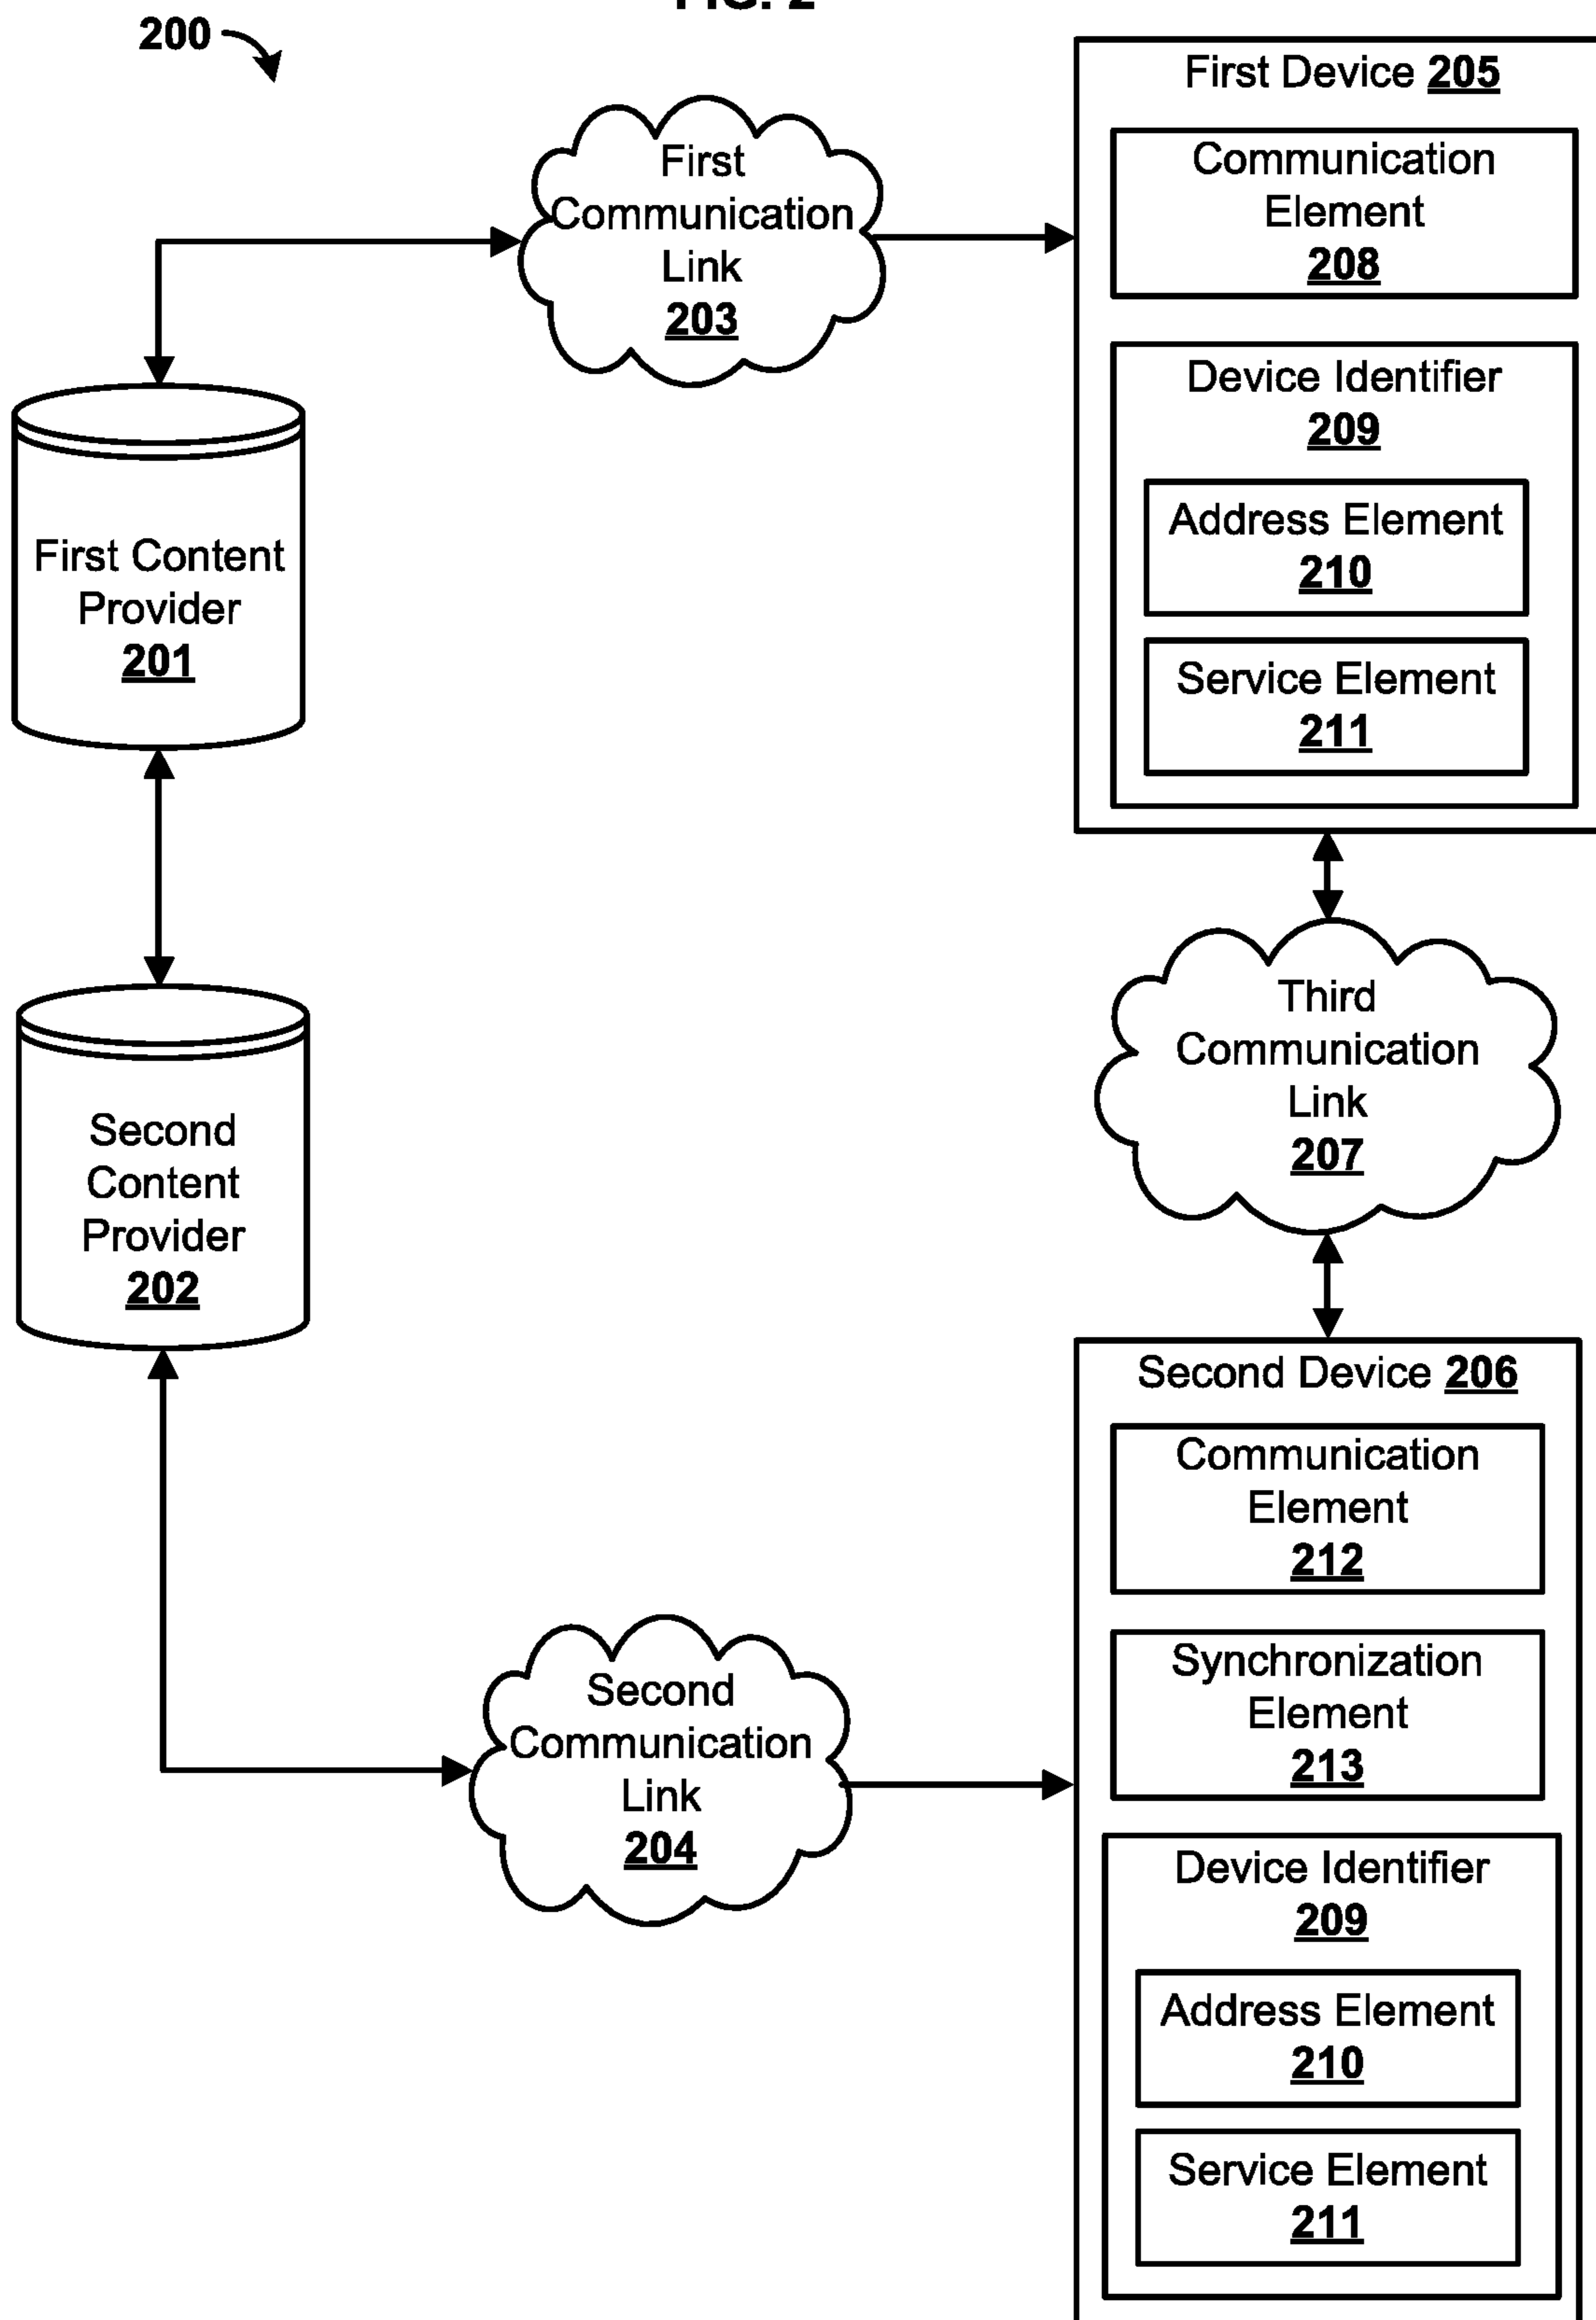 FIG. 2
200
First Device 205
First
Communication
Link
203
Communication
Element
208
Device Identifier
209
Address Element
210
Service Element
211
First Content
Provider
201
Third
Communication
Link
207
Second
Content
Provider
202
Second Device 206
Communication
Element
212
Synchronization
Element
213
Second
Communication
Link
204
Device Identifier
209
Address Element
210
Service Element
211